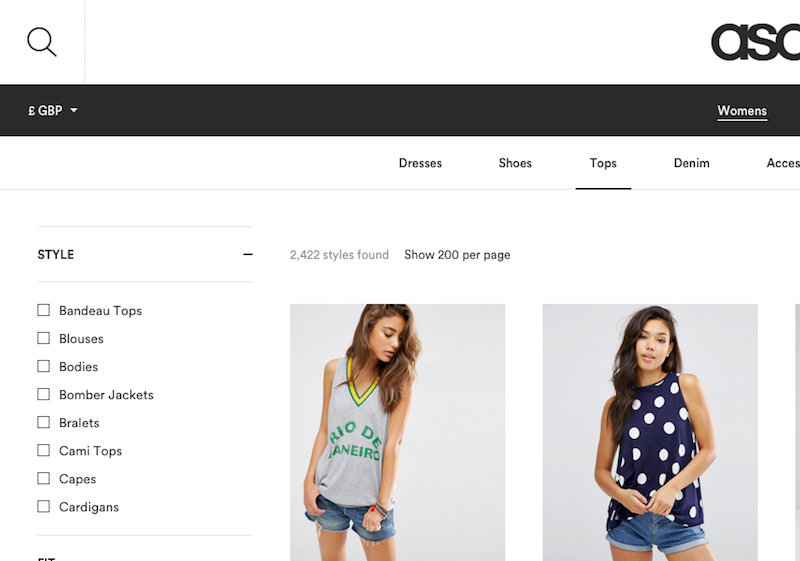 aso
£ GBP
Womens
Dresses
Shoes
Tops
Denim
Acces
STYLE
2,422 styles found
Show 200 per page
Bandeau Tops
Blouses
Bodies
Bomber Jackets
Bralets
Cami Tops
Capes
Cardigans
RIO DE
JANEIRO
FIT